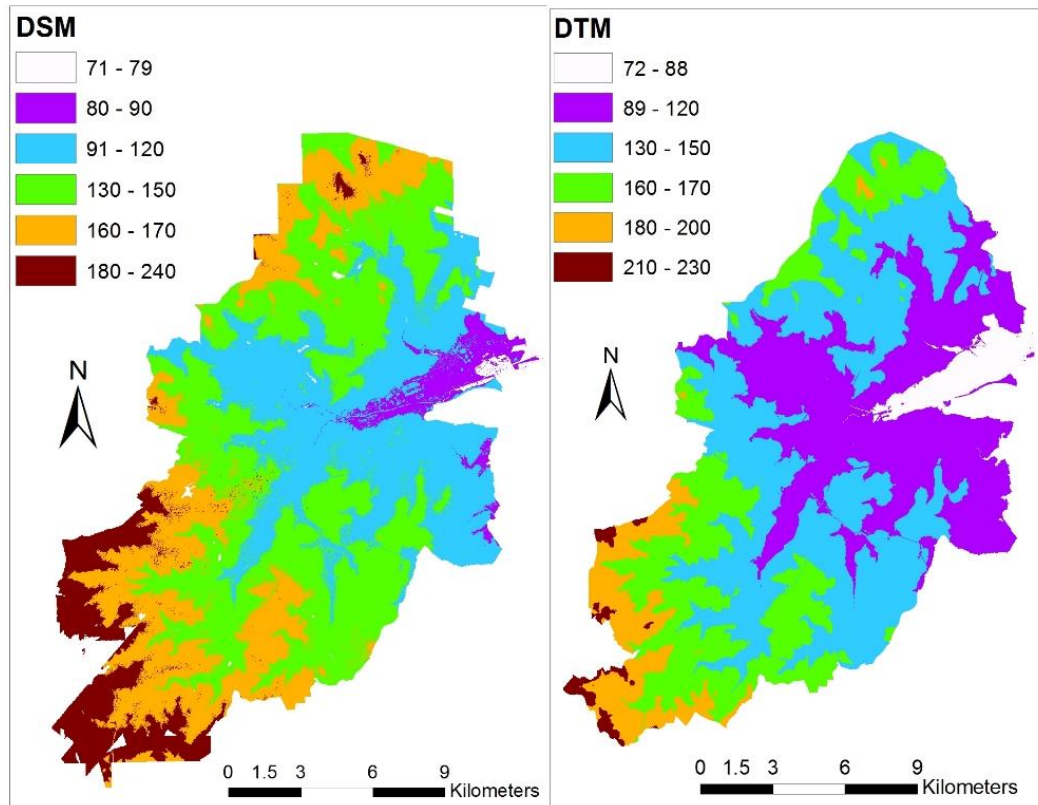 DSM
71 - 79
80 - 90
91 - 120
130 - 150
160 - 170
180 - 240
N
0 1.5 3 6 9
Kilometers
DTM
72 - 88
89 - 120
130 - 150
160 - 170
180 - 200
210 - 230
N
0 1.5 3 6 9
Kilometers